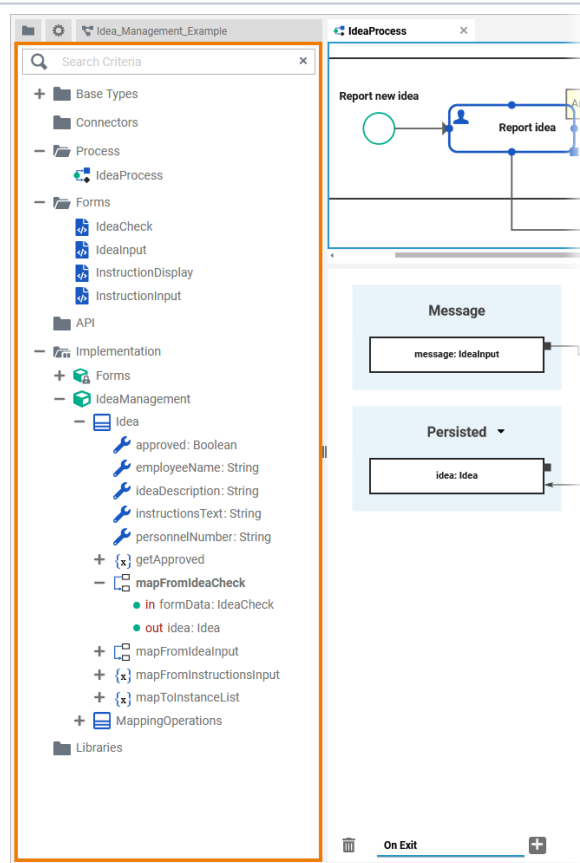 Idea_Management_Example
Search Criteria
Base Types
Connectors
Process
IdeaProcess
Forms
IdeaCheck
IdeaInput
InstructionDisplay
InstructionInput
API
Implementation
Forms
IdeaManagement
Idea
approved: Boolean
employeeName: String
ideaDescription: String
instructionsText: String
personnelNumber: String
{x} getApproved
mapFromIdeaCheck
in formData: IdeaCheck
out idea: Idea
mapFromIdeaInput
{x} mapFromInstructionsInput
{x} mapToInstanceList
MappingOperations
Libraries
IdeaProcess
Report new idea
Report idea
Message
message: IdeaInput
Persisted
idea: Idea
On Exit